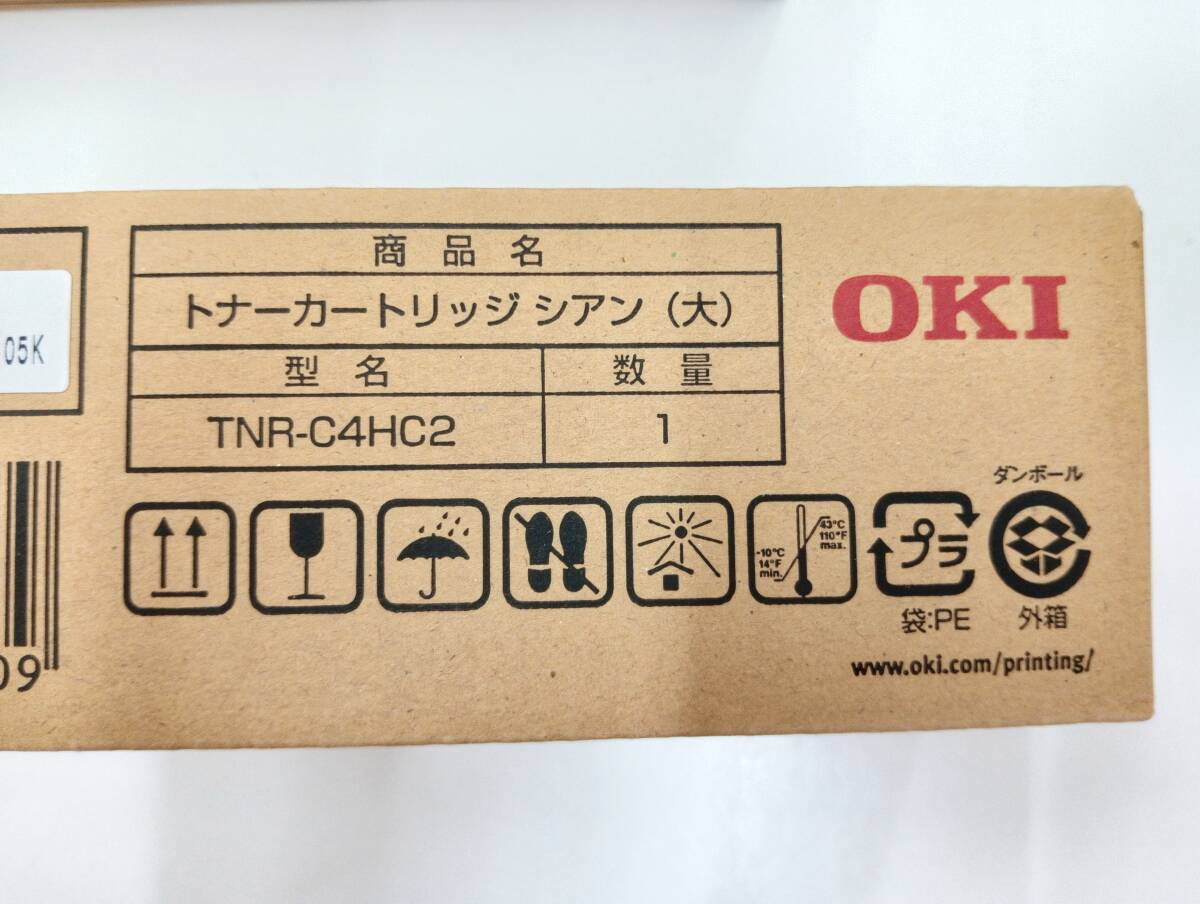 商品名
トナーカートリッジ シアン（大）
型名 数量
TNR-C4HC2 1
OKI
05K
09
-10°C
14°F
min.
43°C
110°F
max.
プラ
袋:PE
ダンボール
外箱
www.oki.com/printing/